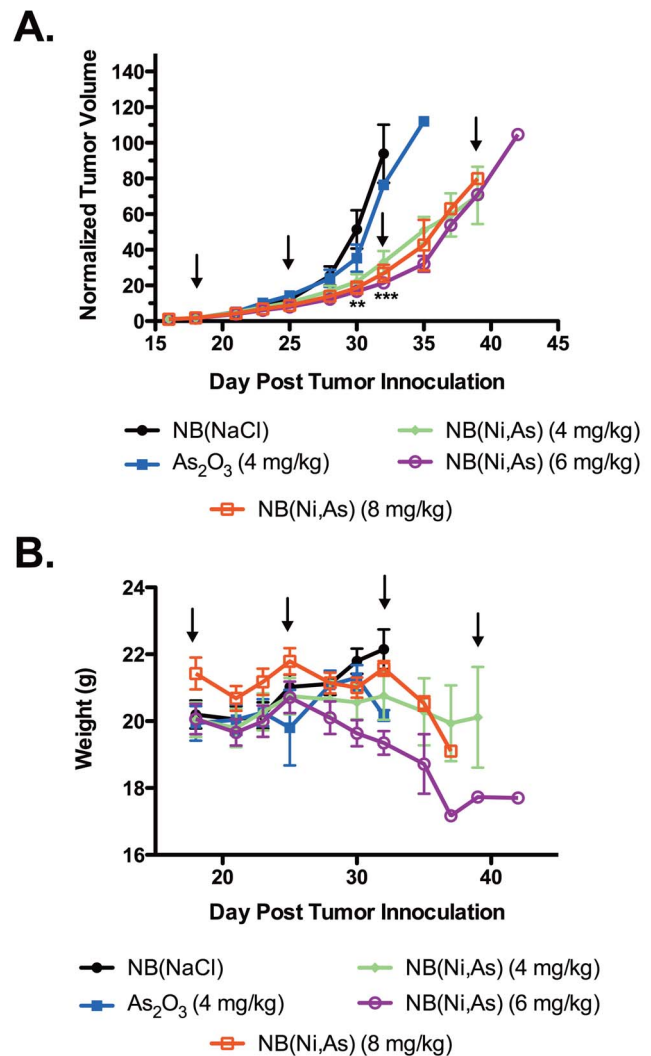 A.
Normalized Tumor Volume
140
120
100
80
60
40
20
0
** ***
15 20 25 30 35 40 45
Day Post Tumor Innoculation
NB(NaCl) NB(Ni,As) (4 mg/kg)
As₂O₃ (4 mg/kg) NB(Ni,As) (6 mg/kg)
NB(Ni,As) (8 mg/kg)
B.
Weight (g)
24
22
20
18
16
20 30 40
Day Post Tumor Innoculation
NB(NaCl) NB(Ni,As) (4 mg/kg)
As₂O₃ (4 mg/kg) NB(Ni,As) (6 mg/kg)
NB(Ni,As) (8 mg/kg)